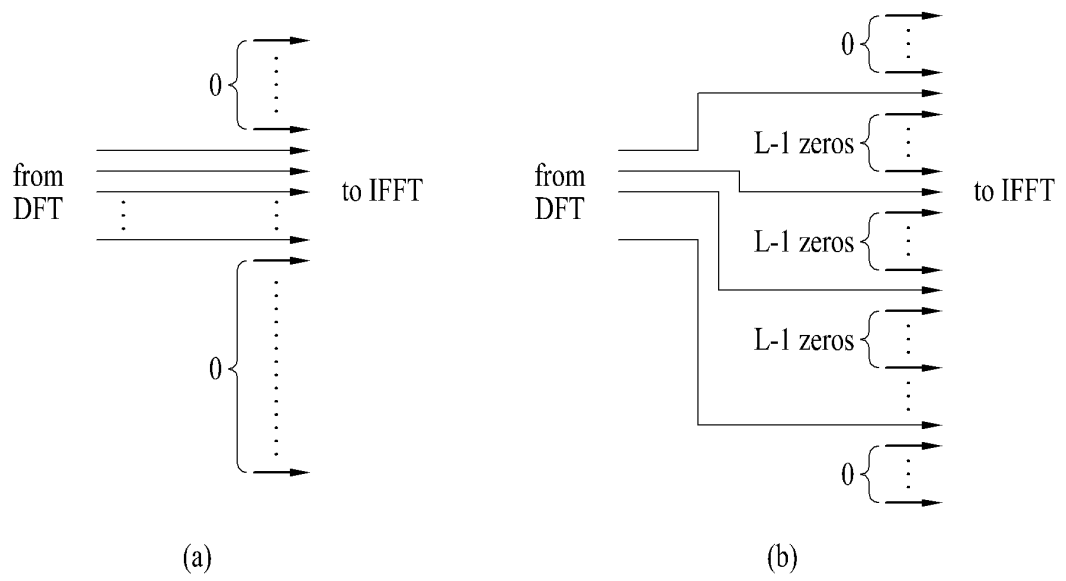 0
from
DFT
to IFFT
0
(a)
0
L-1 zeros
from
DFT
to IFFT
L-1 zeros
L-1 zeros
0
(b)